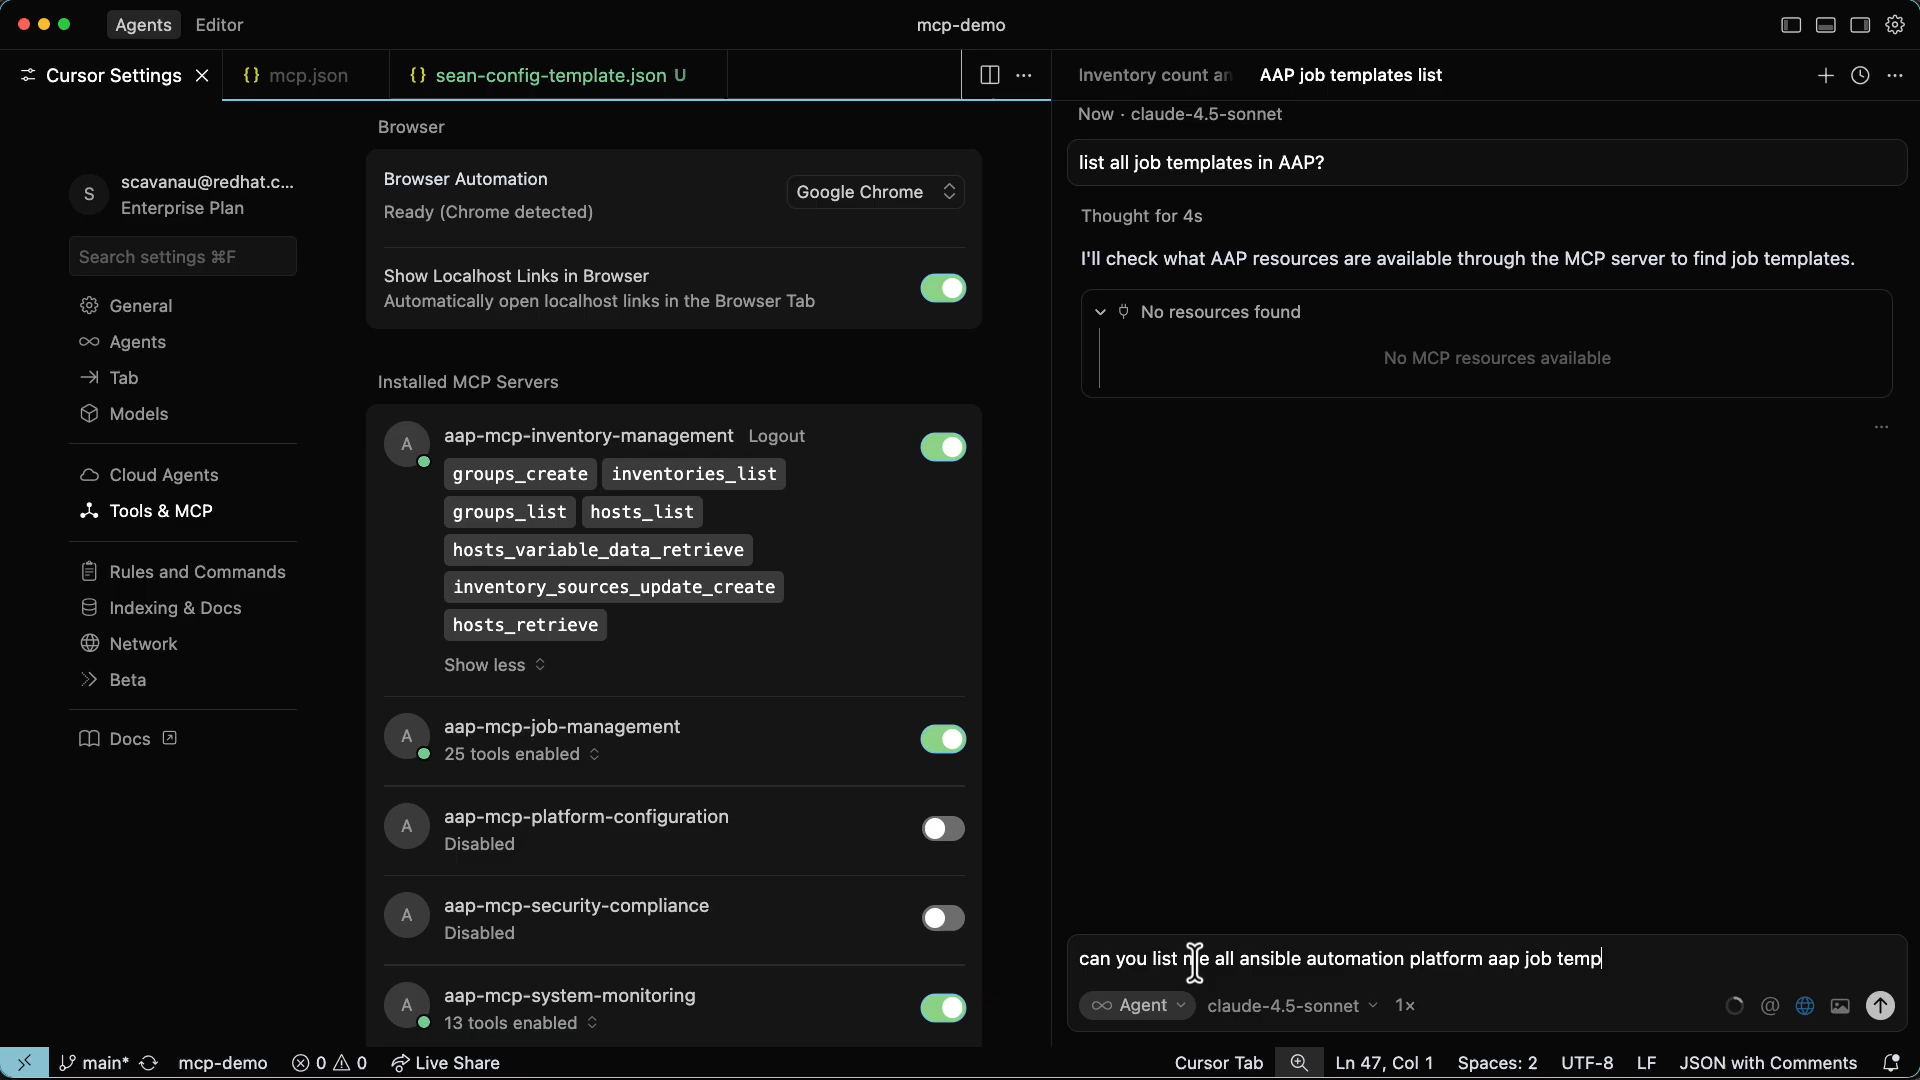 Agents
Editor
mcp-demo
Cursor Settings
{} mcp.json
{} sean-config-template.json U
Inventory count an
AAP job templates list
S
scavanau@redhat.c...
Enterprise Plan
Search settings ⌘F
General
Agents
Tab
Models
Cloud Agents
Tools & MCP
Rules and Commands
Indexing & Docs
Network
Beta
Docs
Browser
Browser Automation
Ready (Chrome detected)
Google Chrome
Show Localhost Links in Browser
Automatically open localhost links in the Browser Tab
Installed MCP Servers
A
aap-mcp-inventory-management Logout
groups_create inventories_list
groups_list hosts_list
hosts_variable_data_retrieve
inventory_sources_update_create
hosts_retrieve
Show less
A
aap-mcp-job-management
25 tools enabled
A
aap-mcp-platform-configuration
Disabled
A
aap-mcp-security-compliance
Disabled
A
aap-mcp-system-monitoring
13 tools enabled
Now · claude-4.5-sonnet
list all job templates in AAP?
Thought for 4s
I'll check what AAP resources are available through the MCP server to find job templates.
No resources found
No MCP resources available
can you list me all ansible automation platform aap job temp
Agent
claude-4.5-sonnet
1×
main*
mcp-demo
0
0
Live Share
Cursor Tab
Ln 47, Col 1
Spaces: 2
UTF-8
LF
JSON with Comments